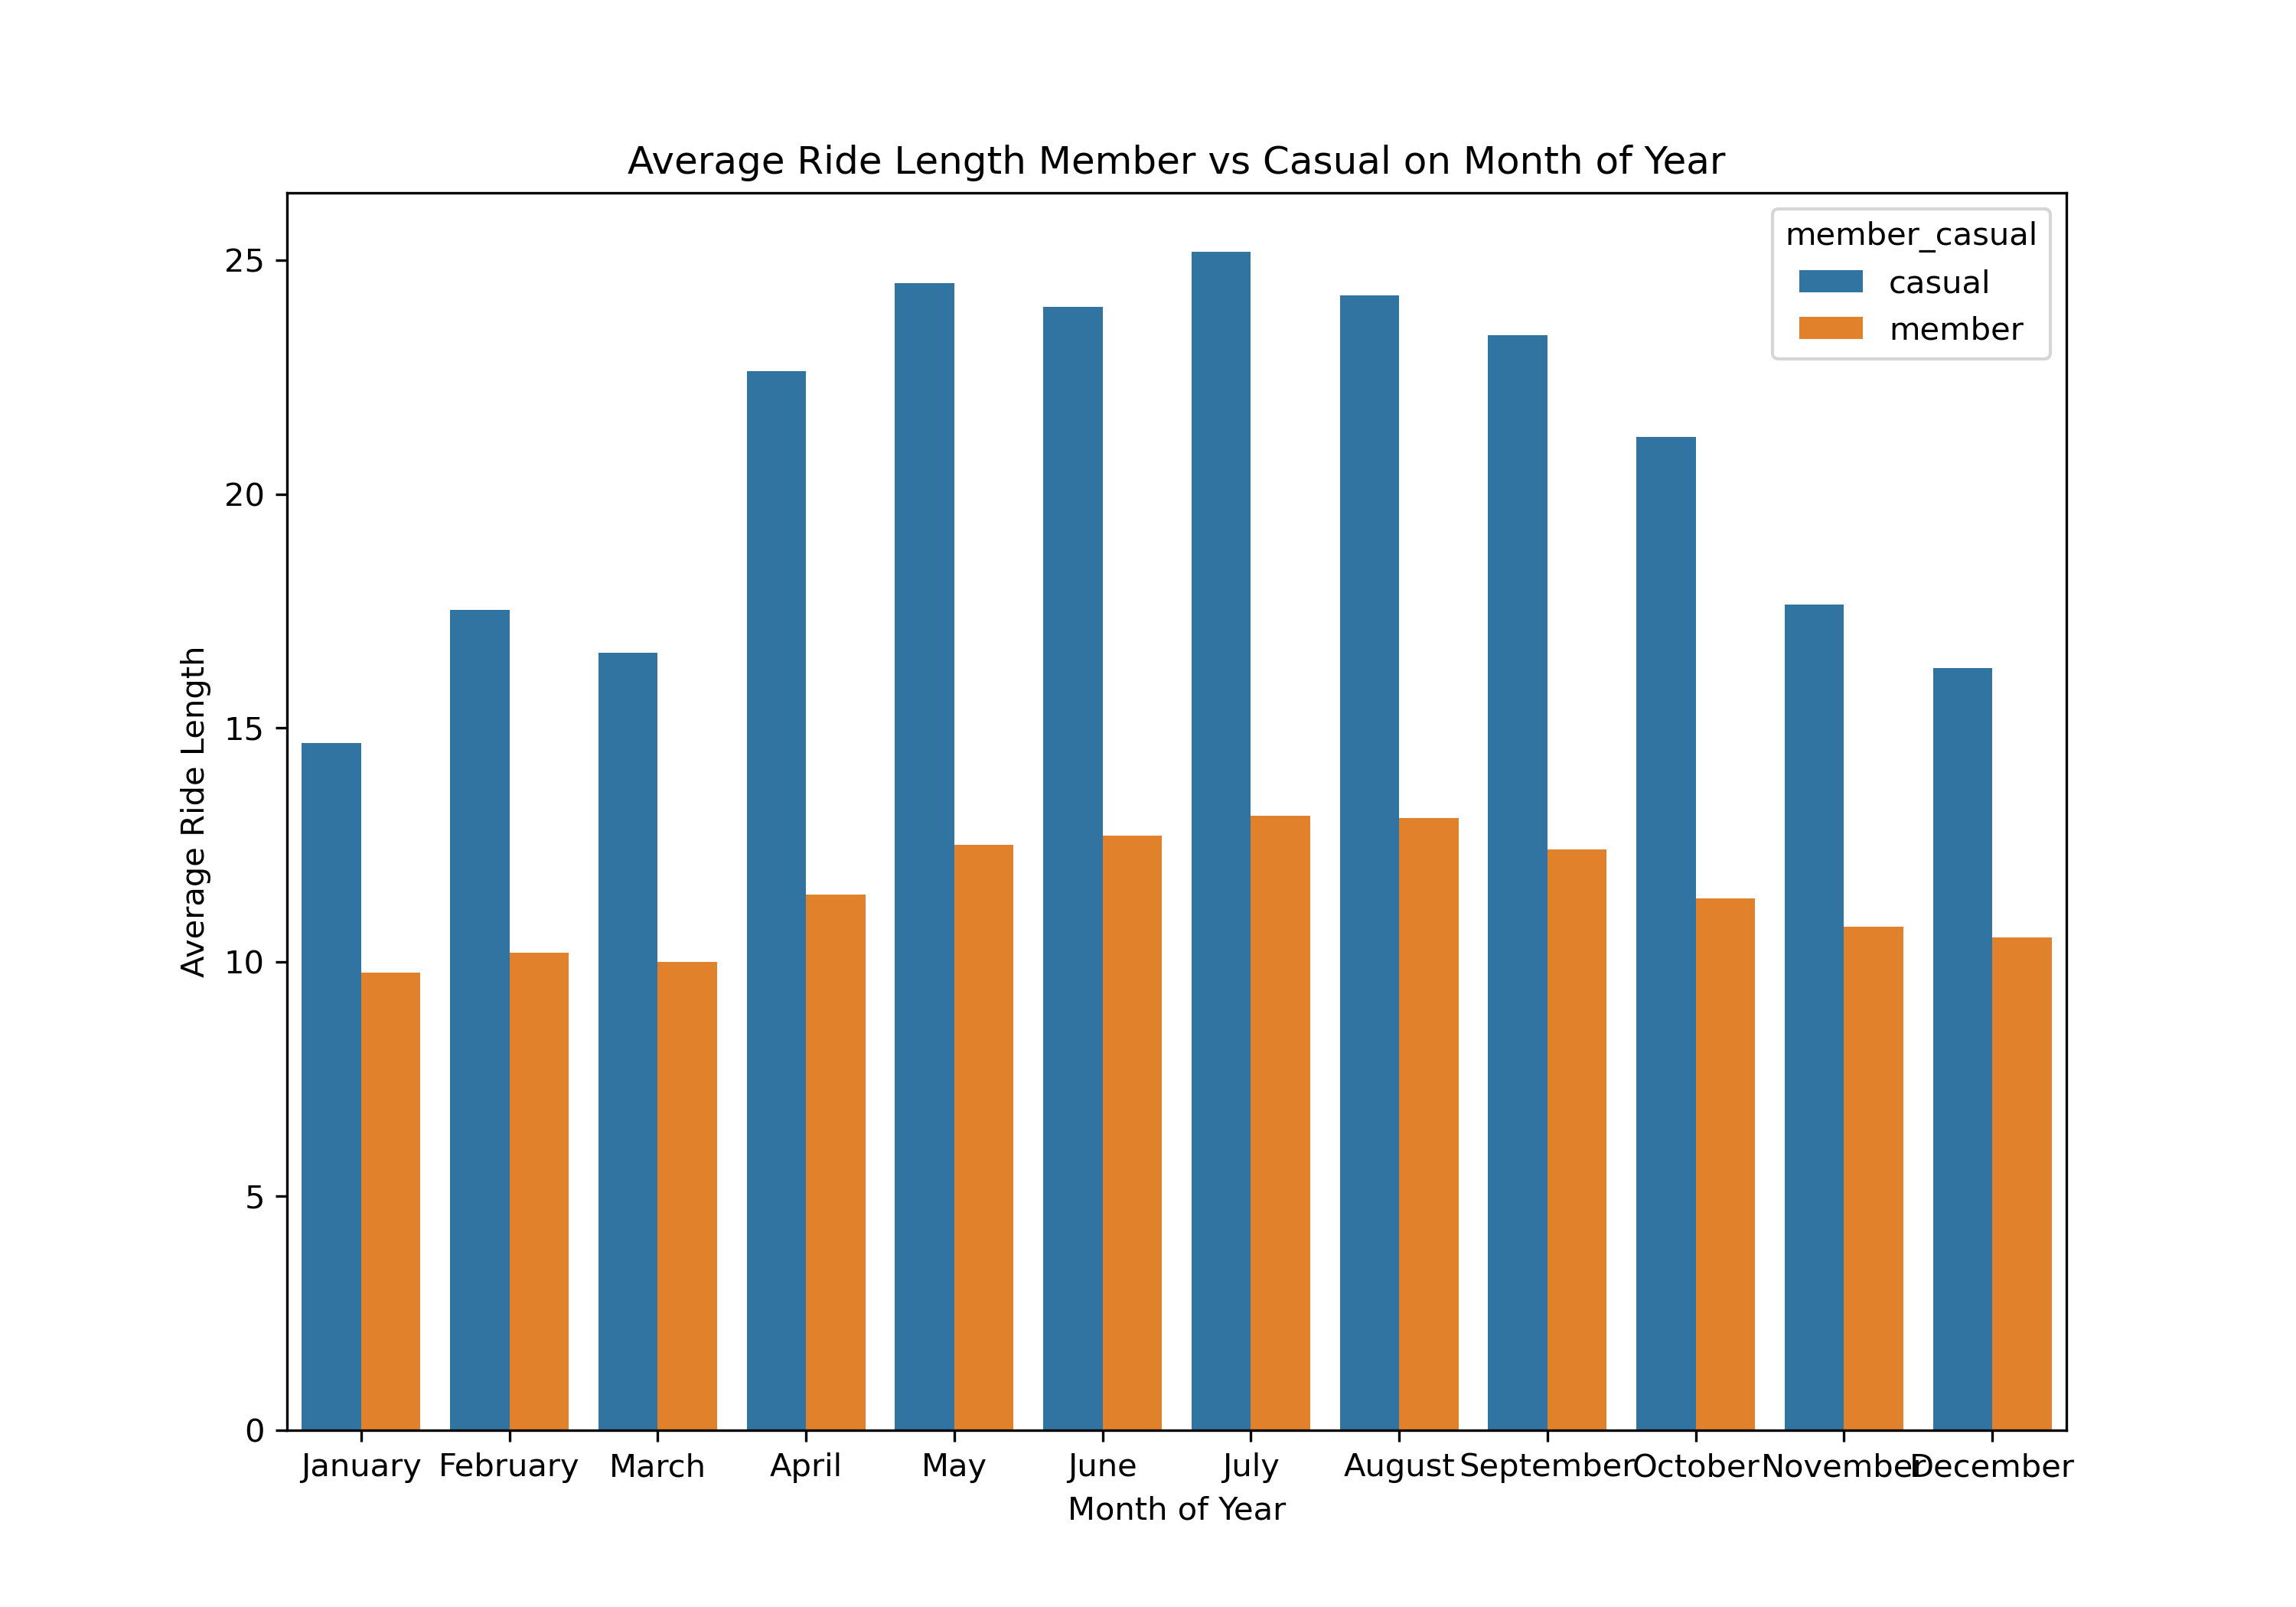 Average Ride Length Member vs Casual on Month of Year
member_casual
casual
member
25
20
15
10
5
0
Average Ride Length
January February March April May June July August September October November December
Month of Year